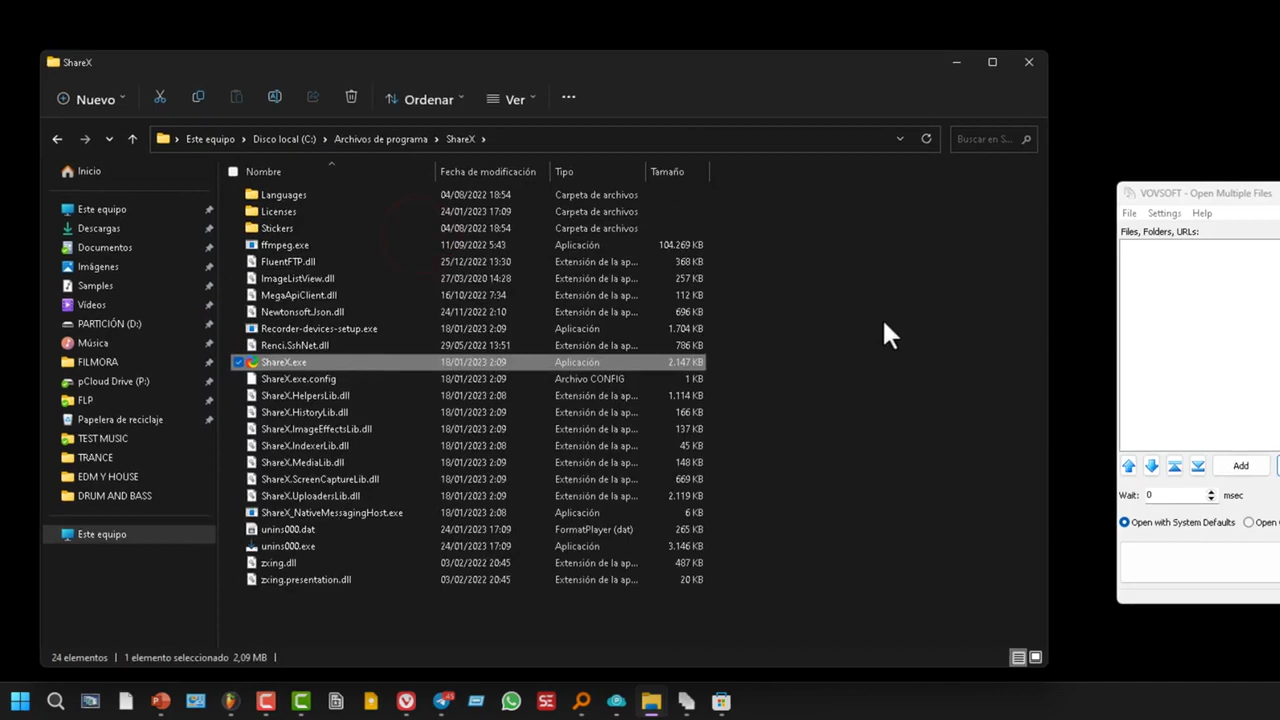 ShareX
Nuevo
Ordenar
Ver
Este equipo
Disco local (C:)
Archivos de programa
ShareX
Buscar en S...
Inicio
Este equipo
Descargas
Documentos
Imágenes
Samples
Vídeos
PARTICIÓN (D:)
Música
FILMORA
pCloud Drive (P:)
FLP
Papelera de reciclaje
TEST MUSIC
TRANCE
EDM Y HOUSE
DRUM AND BASS
Este equipo
Nombre Fecha de modificación Tipo Tamaño
Languages 04/08/2022 18:54 Carpeta de archivos
Licenses 24/01/2023 17:09 Carpeta de archivos
Stickers 04/08/2022 18:54 Carpeta de archivos
ffmpeg.exe 11/09/2022 5:43 Aplicación 104.269 KB
FluentFTP.dll 25/12/2022 13:30 Extensión de la ap... 368 KB
ImageListView.dll 27/03/2020 14:28 Extensión de la ap... 257 KB
MegaApiClient.dll 16/10/2022 7:34 Extensión de la ap... 112 KB
Newtonsoft.Json.dll 24/11/2022 2:10 Extensión de la ap... 696 KB
Recorder-devices-setup.exe 18/01/2023 2:09 Aplicación 1.704 KB
Renci.SshNet.dll 29/05/2022 13:51 Extensión de la ap... 786 KB
ShareX.exe 18/01/2023 2:09 Aplicación 2.147 KB
ShareX.exe.config 18/01/2023 2:09 Archivo CONFIG 1 KB
ShareX.HelpersLib.dll 18/01/2023 2:08 Extensión de la ap... 1.114 KB
ShareX.HistoryLib.dll 18/01/2023 2:09 Extensión de la ap... 166 KB
ShareX.ImageEffectsLib.dll 18/01/2023 2:09 Extensión de la ap... 137 KB
ShareX.IndexerLib.dll 18/01/2023 2:08 Extensión de la ap... 45 KB
ShareX.MediaLib.dll 18/01/2023 2:09 Extensión de la ap... 148 KB
ShareX.ScreenCaptureLib.dll 18/01/2023 2:09 Extensión de la ap... 669 KB
ShareX.UploadersLib.dll 18/01/2023 2:09 Extensión de la ap... 2.119 KB
ShareX_NativeMessagingHost.exe 18/01/2023 2:09 Aplicación 6 KB
unins000.dat 24/01/2023 17:09 FormatPlayer (dat) 265 KB
unins000.exe 24/01/2023 17:09 Aplicación 3.146 KB
zxing.dll 03/02/2022 20:45 Extensión de la ap... 487 KB
zxing.presentation.dll 03/02/2022 20:45 Extensión de la ap... 20 KB
24 elementos 1 elemento seleccionado 2,09 MB
VOVSOFT - Open Multiple Files
File Settings Help
Files, Folders, URLs:
Add
Wait: 0 msec
Open with System Defaults
45